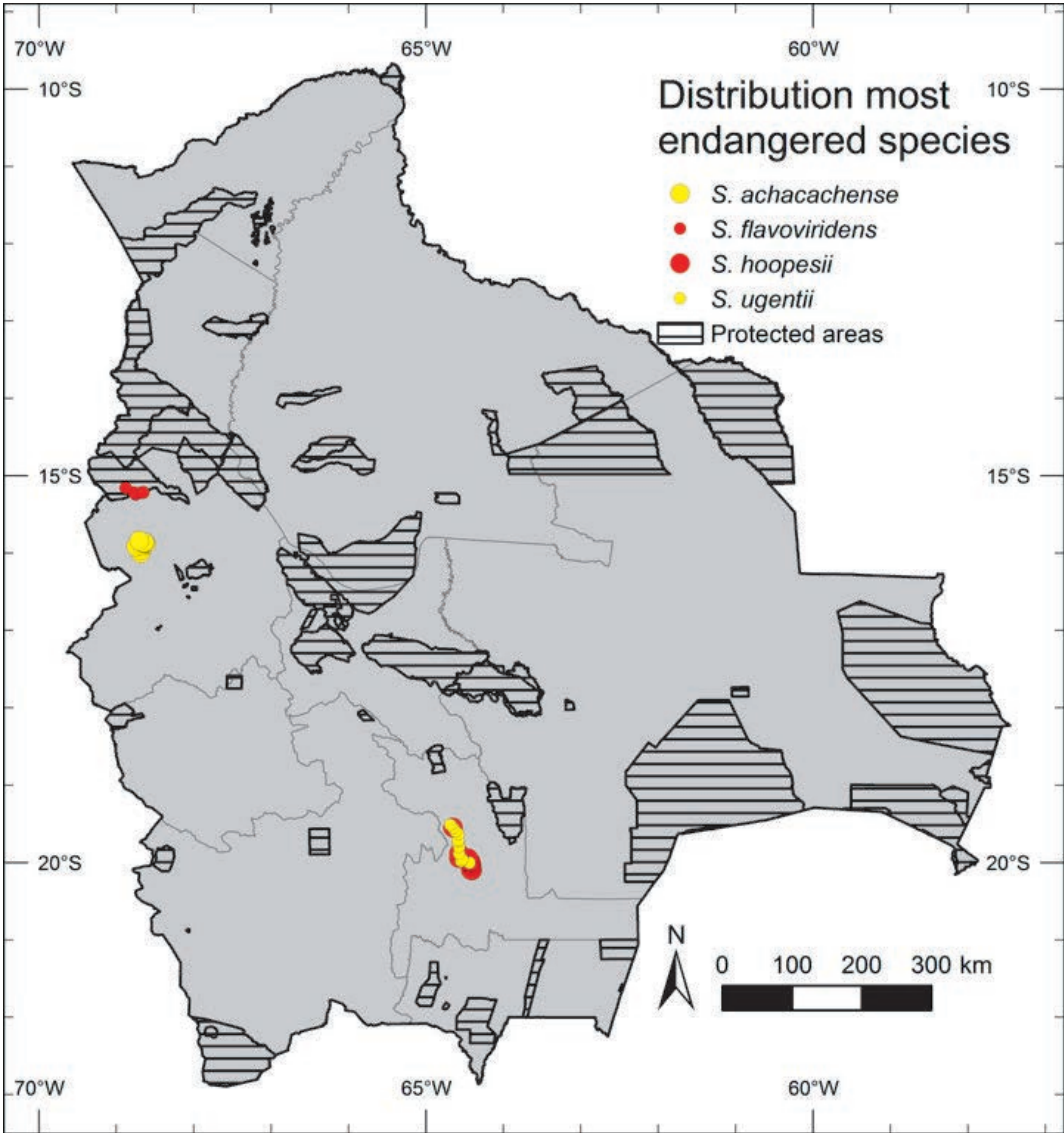 70°W 65°W 60°W
10°S 10°S
Distribution most
endangered species
S. achacachense
S. flavoviridens
S. hoopesii
S. ugentii
Protected areas
15°S 15°S
20°S 20°S
N
0 100 200 300 km
70°W 65°W 60°W